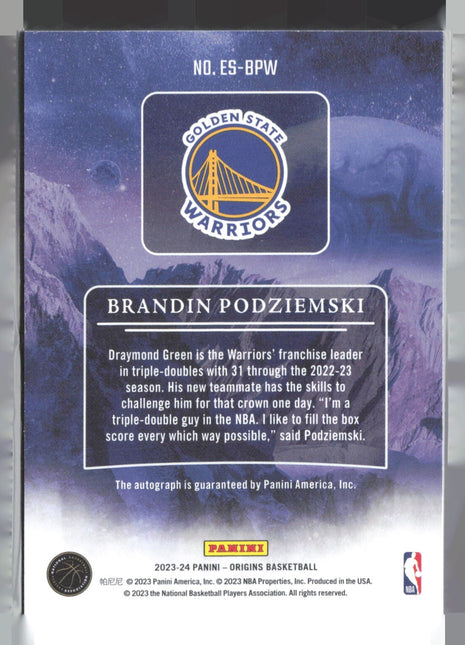 NO. ES-BPW
GOLDEN STATE
WARRIORS
BRANDIN PODZIEMSKI
Draymond Green is the Warriors' franchise leader
in triple-doubles with 31 through the 2022-23
season. His new teammate has the skills to
challenge him for that crown one day. "I'm a
triple-double guy in the NBA. I like to fill the box
score every which way possible," said Podziemski.
The autograph is guaranteed by Panini America, Inc.
PANINI
2023-24 PANINI – ORIGINS BASKETBALL
帕尼尼 © 2023 Panini America, Inc. © 2023 NBA Properties, Inc. Produced in the USA.
© 2023 the National Basketball Players Association. All rights reserved.
NATIONAL BASKETBALL PLAYERS ASSOCIATION
NBA